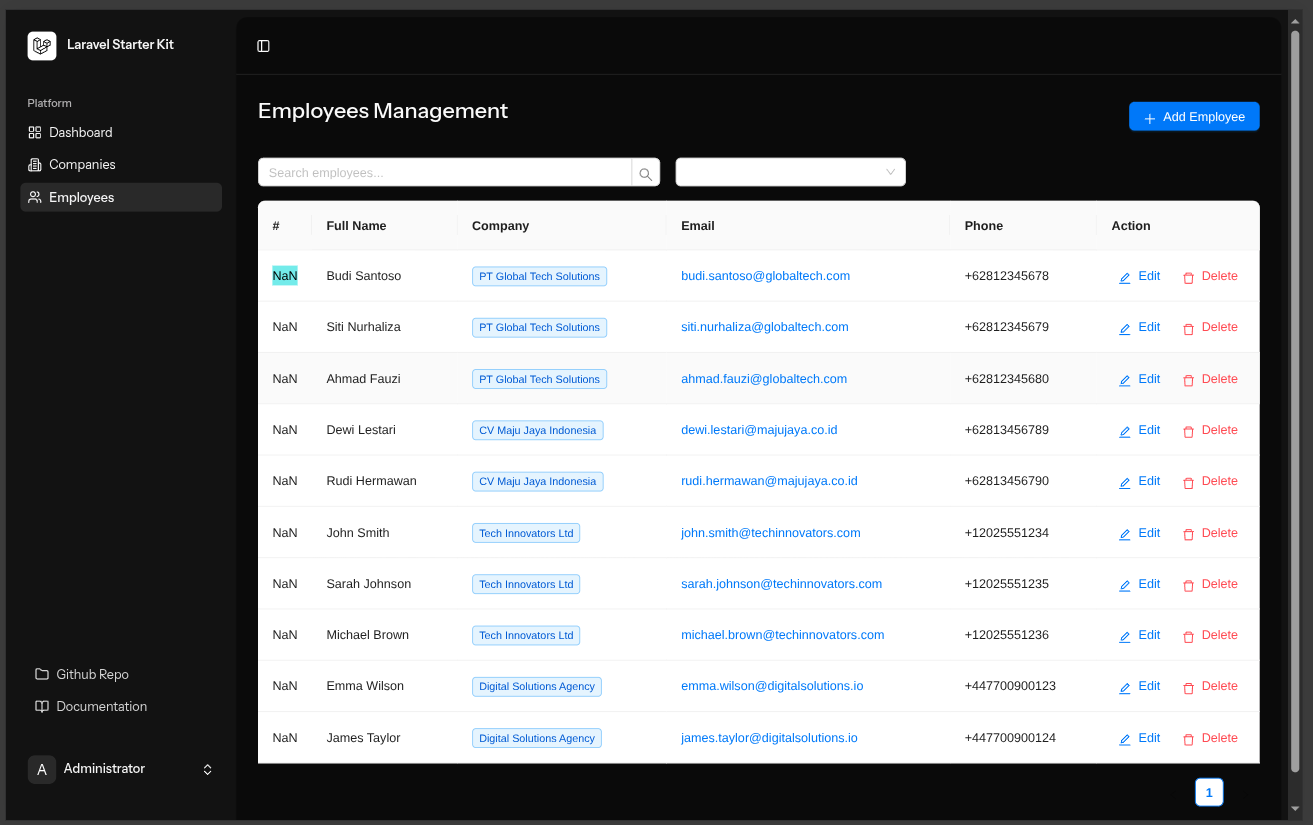 Laravel Starter Kit
Platform
Dashboard
Companies
Employees
Github Repo
Documentation
A Administrator
Employees Management
Add Employee
Search employees...
# Full Name Company Email Phone Action
NaN Budi Santoso PT Global Tech Solutions budi.santoso@globaltech.com +62812345678 Edit Delete
NaN Siti Nurhaliza PT Global Tech Solutions siti.nurhaliza@globaltech.com +62812345679 Edit Delete
NaN Ahmad Fauzi PT Global Tech Solutions ahmad.fauzi@globaltech.com +62812345680 Edit Delete
NaN Dewi Lestari CV Maju Jaya Indonesia dewi.lestari@majujaya.co.id +62813456789 Edit Delete
NaN Rudi Hermawan CV Maju Jaya Indonesia rudi.hermawan@majujaya.co.id +62813456790 Edit Delete
NaN John Smith Tech Innovators Ltd john.smith@techinnovators.com +12025551234 Edit Delete
NaN Sarah Johnson Tech Innovators Ltd sarah.johnson@techinnovators.com +12025551235 Edit Delete
NaN Michael Brown Tech Innovators Ltd michael.brown@techinnovators.com +12025551236 Edit Delete
NaN Emma Wilson Digital Solutions Agency emma.wilson@digitalsolutions.io +447700900123 Edit Delete
NaN James Taylor Digital Solutions Agency james.taylor@digitalsolutions.io +447700900124 Edit Delete
1